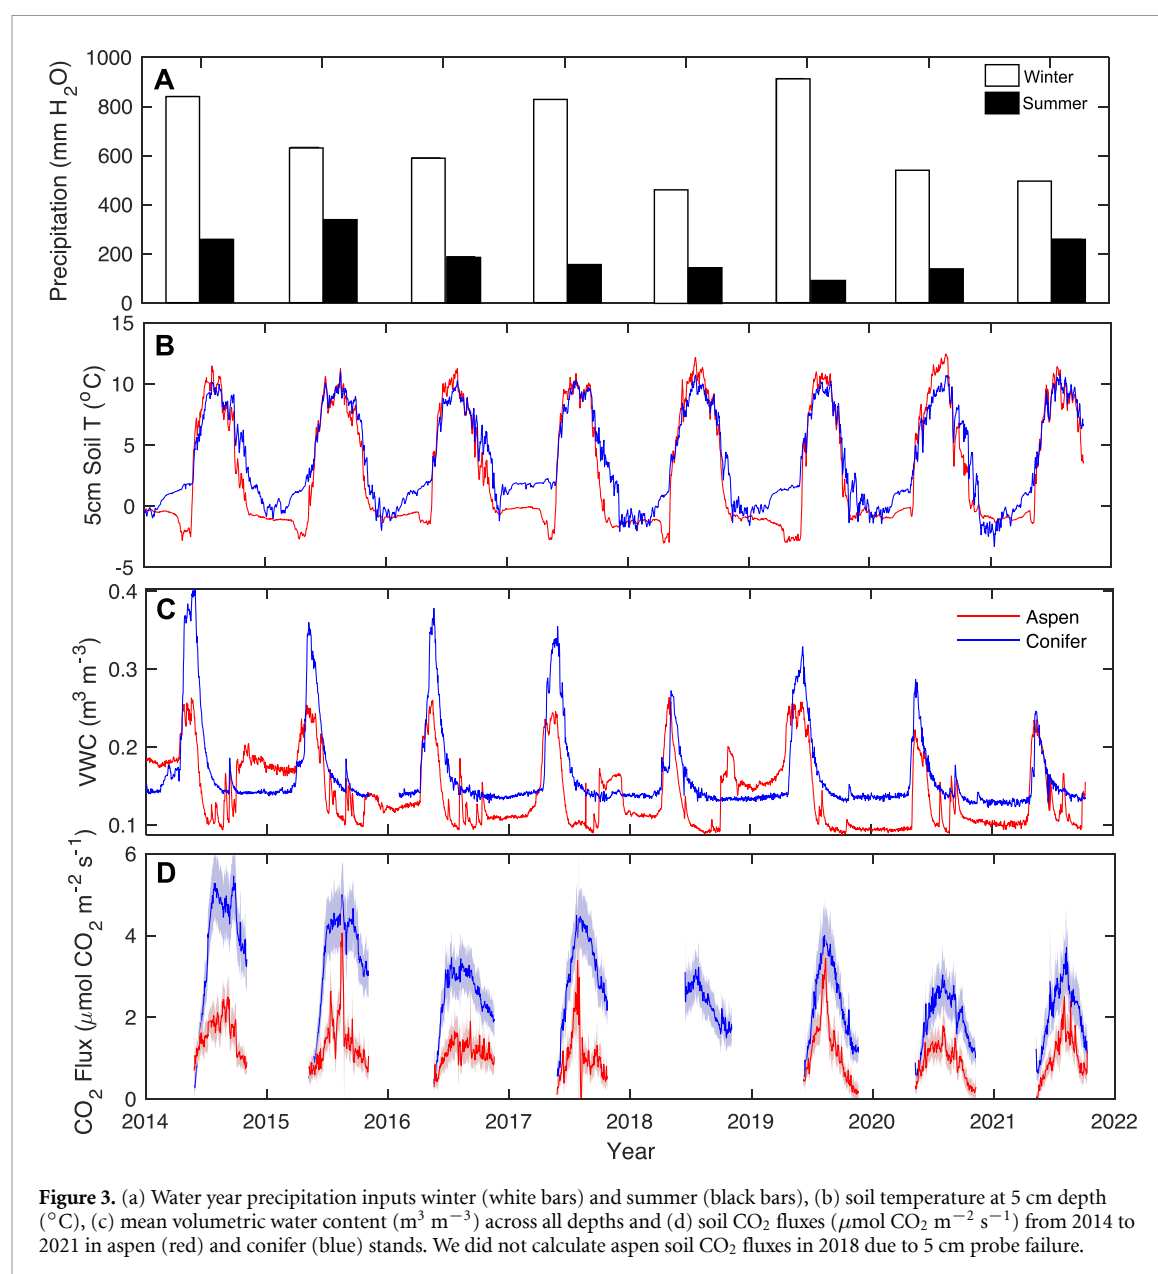 A
Precipitation (mm H2O)
1000
800
600
400
200
0
Winter
Summer
B
5cm Soil T (°C)
15
10
5
0
-5
C
VWC (m3 m-3)
0.4
0.3
0.2
0.1
Aspen
Conifer
D
CO2 Flux (μmol CO2 m-2 s-1)
6
4
2
0
2014 2015 2016 2017 2018 2019 2020 2021 2022
Year
Figure 3. (a) Water year precipitation inputs winter (white bars) and summer (black bars), (b) soil temperature at 5 cm depth
(°C), (c) mean volumetric water content (m3 m−3) across all depths and (d) soil CO2 fluxes (μmol CO2 m−2 s−1) from 2014 to
2021 in aspen (red) and conifer (blue) stands. We did not calculate aspen soil CO2 fluxes in 2018 due to 5 cm probe failure.